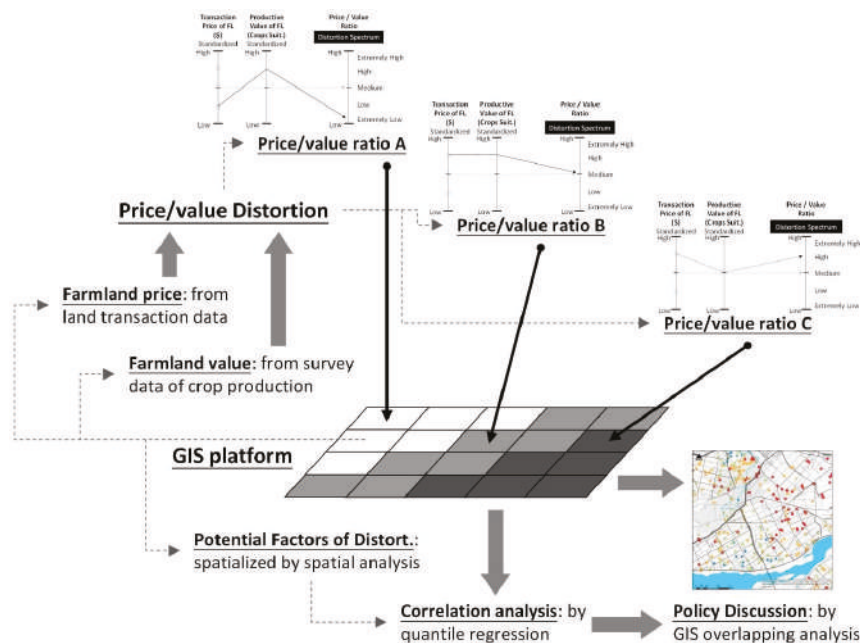 Transaction Price of FL ($) Standardized
Productive Value of FL (Crops Suit.) Standardized
Price / Value Ratio
Distortion Spectrum
High
High
Extremely High
High
Medium
Low
Extremely Low
Low
Low
Price/value ratio A
Transaction Price of FL ($) Standardized
Productive Value of FL (Crops Suit.) Standardized
Price / Value Ratio
Distortion Spectrum
High
High
Extremely High
High
Medium
Low
Extremely Low
Low
Low
Price/value ratio B
Transaction Price of FL ($) Standardized
Productive Value of FL (Crops Suit.) Standardized
Price / Value Ratio
Distortion Spectrum
High
High
Extremely High
High
Medium
Low
Extremely Low
Low
Low
Price/value ratio C
Price/value Distortion
Farmland price: from
land transaction data
Farmland value: from survey
data of crop production
GIS platform
Potential Factors of Distort.:
spatialized by spatial analysis
Correlation analysis: by
quantile regression
Policy Discussion: by
GIS overlapping analysis